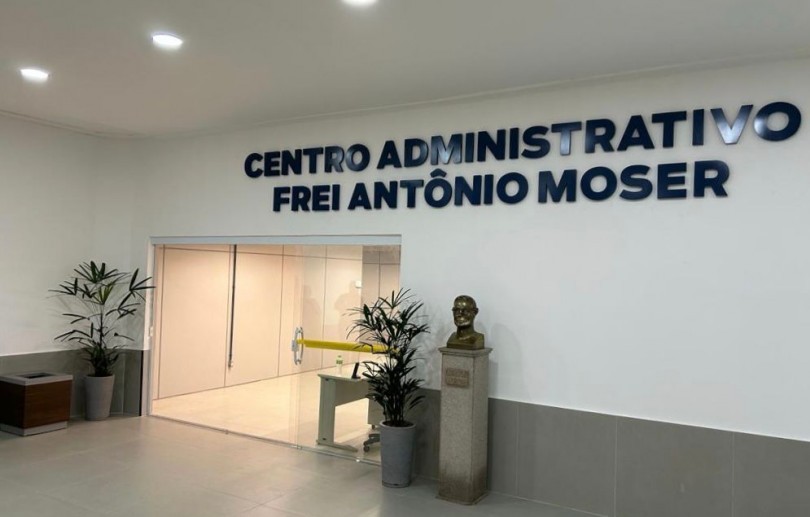 CENTRO ADMINISTRATIVO
FREI ANTÔNIO MOSER